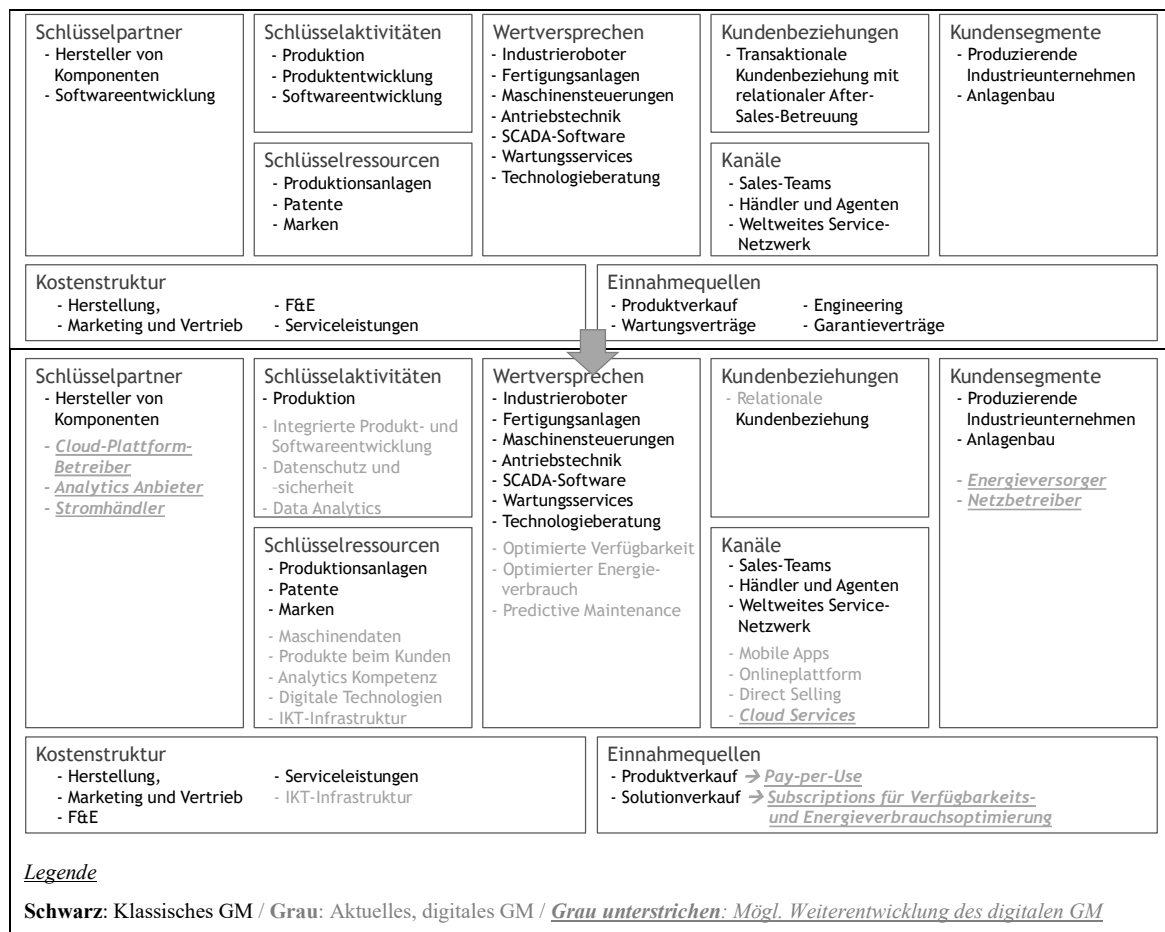 Schlüsselpartner
- Hersteller von
Komponenten
- Softwareentwicklung
Schlüsselaktivitäten
- Produktion
- Produktentwicklung
- Softwareentwicklung
Schlüsselressourcen
- Produktionsanlagen
- Patente
- Marken
Wertversprechen
- Industrieroboter
- Fertigungsanlagen
- Maschinensteuerungen
- Antriebstechnik
- SCADA-Software
- Wartungsservices
- Technologieberatung
Kundenbeziehungen
- Transaktionale
Kundenbeziehung mit
relationaler After-
Sales-Betreuung
Kanäle
- Sales-Teams
- Händler und Agenten
- Weltweites Service-
Netzwerk
Kundensegmente
- Produzierende
Industrieunternehmen
- Anlagenbau
Kostenstruktur
- Herstellung,
- Marketing und Vertrieb
- F&E
- Serviceleistungen
Einnahmequellen
- Produktverkauf
- Wartungsverträge
- Engineering
- Garantieverträge
Schlüsselpartner
- Hersteller von
Komponenten
- Cloud-Plattform-
Betreiber
- Analytics Anbieter
- Stromhändler
Schlüsselaktivitäten
- Produktion
- Integrierte Produkt- und
Softwareentwicklung
- Datenschutz und
-sicherheit
- Data Analytics
Schlüsselressourcen
- Produktionsanlagen
- Patente
- Marken
- Maschinendaten
- Produkte beim Kunden
- Analytics Kompetenz
- Digitale Technologien
- IKT-Infrastruktur
Wertversprechen
- Industrieroboter
- Fertigungsanlagen
- Maschinensteuerungen
- Antriebstechnik
- SCADA-Software
- Wartungsservices
- Technologieberatung
- Optimierte Verfügbarkeit
- Optimierter Energie-
verbrauch
- Predictive Maintenance
Kundenbeziehungen
- Relationale
Kundenbeziehung
Kanäle
- Sales-Teams
- Händler und Agenten
- Weltweites Service-
Netzwerk
- Mobile Apps
- Onlineplattform
- Direct Selling
- Cloud Services
Kundensegmente
- Produzierende
Industrieunternehmen
- Anlagenbau
- Energieversorger
- Netzbetreiber
Kostenstruktur
- Herstellung,
- Marketing und Vertrieb
- F&E
- Serviceleistungen
- IKT-Infrastruktur
Einnahmequellen
- Produktverkauf → Pay-per-Use
- Solutionverkauf → Subscriptions für Verfügbarkeits-
und Energieverbrauchsoptimierung
Legende
Schwarz: Klassisches GM / Grau: Aktuelles, digitales GM / Grau unterstrichen: Mögl. Weiterentwicklung des digitalen GM